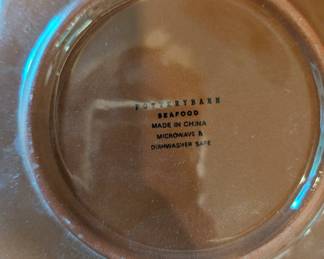 POTTERYBARN
SEAFOOD
MADE IN CHINA
MICROWAVE &
DISHWASHER SAFE